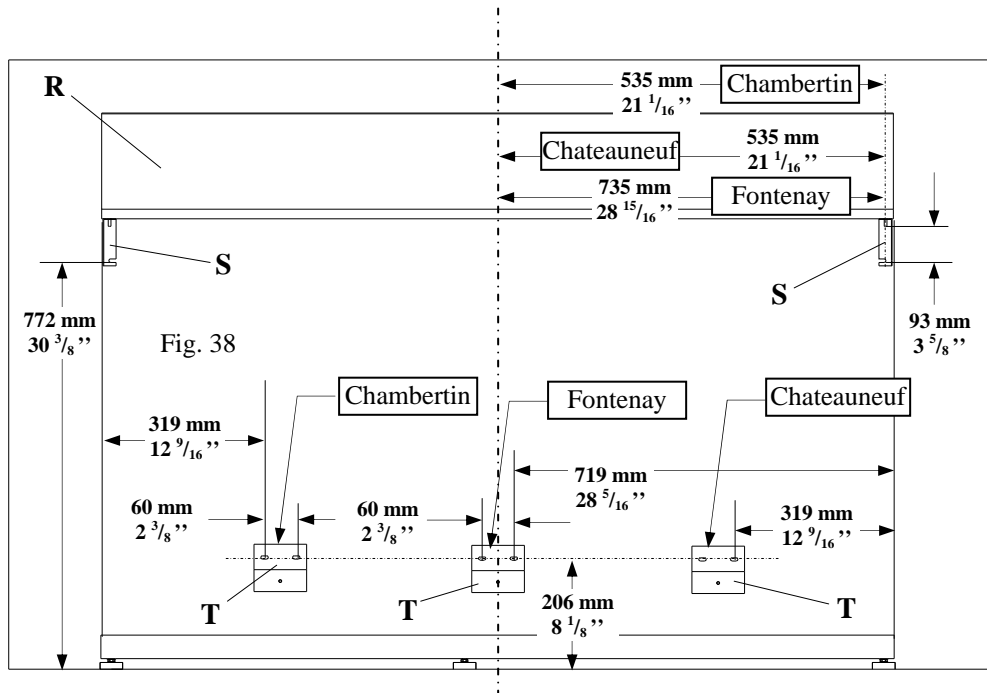 535 mm
21 1/16’’
Chambertin
R
Chateauneuf
535 mm
21 1/16’’
735 mm
28 15/16’’
Fontenay
S
S
772 mm
30 3/8’’
93 mm
3 5/8’’
Fig. 38
Chambertin
Fontenay
Chateauneuf
319 mm
12 9/16’’
719 mm
28 5/16’’
60 mm
2 3/8’’
60 mm
2 3/8’’
319 mm
12 9/16’’
T
T
206 mm
8 1/8’’
T